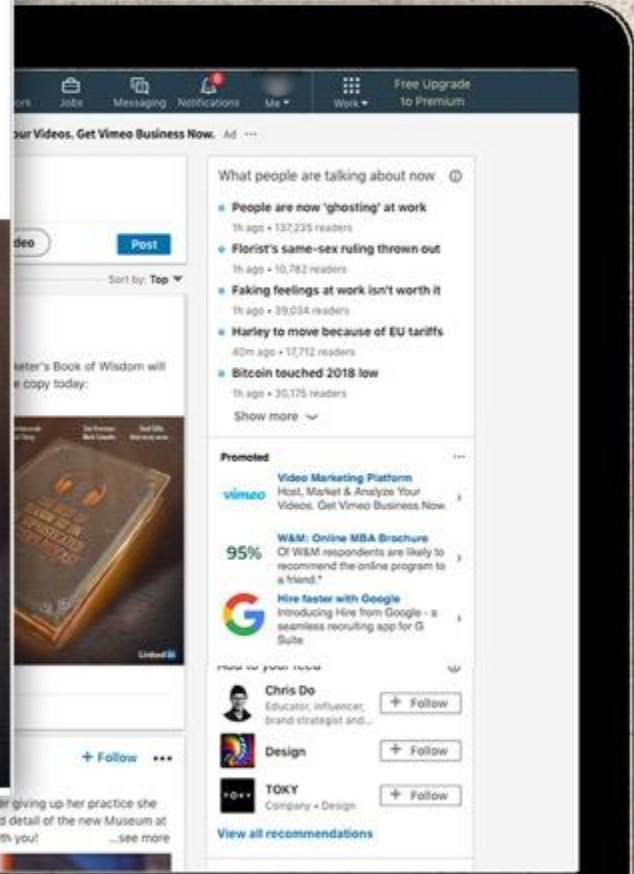 Jobs
Messaging
Notifications
Me
Work
Free Upgrade
to Premium
our Videos. Get Vimeo Business Now. Ad ...
deo
Post
Sort by: Top
keter's Book of Wisdom will
e copy today:
LinkedIn
+ Follow ...
er giving up her practice she
d detail of the new Museum at
th you! ...see more
What people are talking about now
People are now 'ghosting' at work
1h ago • 137,235 readers
Florist's same-sex ruling thrown out
1h ago • 10,782 readers
Faking feelings at work isn't worth it
1h ago • 39,034 readers
Harley to move because of EU tariffs
40m ago • 17,712 readers
Bitcoin touched 2018 low
1h ago • 30,175 readers
Show more
Promoted
...
vimeo
Video Marketing Platform
Host, Market & Analyze Your
Videos. Get Vimeo Business Now.
95%
W&M: Online MBA Brochure
Of W&M respondents are likely to
recommend the online program to
a friend.*
G
Hire faster with Google
Introducing Hire from Google - a
seamless recruiting app for G
Suite
Add to your feed
Chris Do
Educator, influencer,
brand strategist and...
+ Follow
Design
+ Follow
TOKY
TOKY
Company • Design
+ Follow
View all recommendations